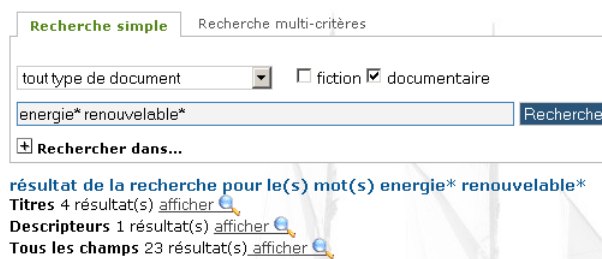 Recherche simple Recherche multi-critères
tout type de document fiction documentaire
energie* renouvelable* Recherche
Rechercher dans...
résultat de la recherche pour le(s) mot(s) energie* renouvelable*
Titres 4 résultat(s) afficher
Descripteurs 1 résultat(s) afficher
Tous les champs 23 résultat(s) afficher